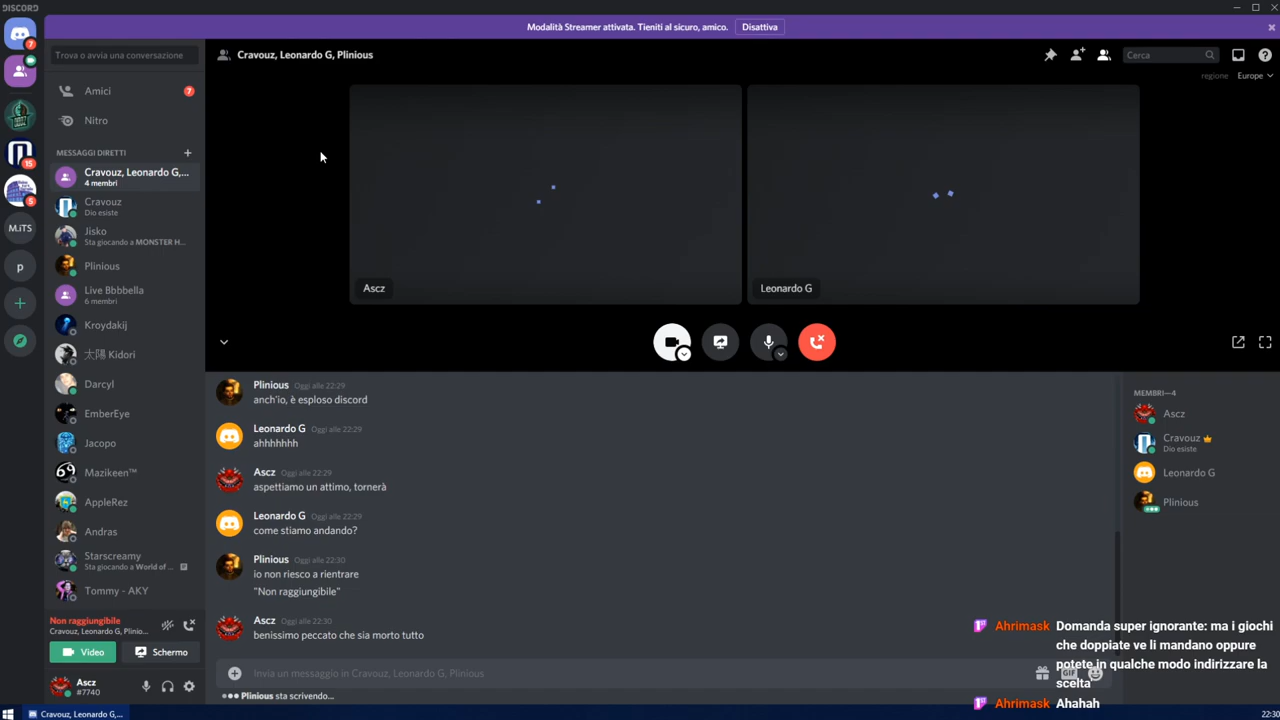 DISCORD
Modalità Streamer attivata. Tieniti al sicuro, amico. Disattiva
Trova o avvia una conversazione
Cravouz, Leonardo G, Plinious
Cerca
regione Europe
7
Amici 7
Nitro
MESSAGGI DIRETTI
Cravouz, Leonardo G,...
4 membri
Cravouz
Dio esiste
Jisko
Sta giocando a MONSTER H...
Plinious
Live Bbbbella
6 membri
Kroydakij
太陽 Kidori
Darcyl
EmberEye
Jacopo
Mazikeen™
AppleRez
Andras
Starscreamy
Sta giocando a World of ...
Tommy - AKY
15
5
M.iTS
p
Non raggiungibile
Cravouz, Leonardo G, Plinio...
Video
Schermo
Ascz
#7740
Ascz
Leonardo G
Plinious Oggi alle 22:29
anch'io, è esploso discord
Leonardo G Oggi alle 22:29
ahhhhhhh
Ascz Oggi alle 22:29
aspettiamo un attimo, tornerà
Leonardo G Oggi alle 22:29
come stiamo andando?
Plinious Oggi alle 22:30
io non riesco a rientrare
"Non raggiungibile"
Ascz Oggi alle 22:30
benissimo peccato che sia morto tutto
Invia un messaggio in Cravouz, Leonardo G, Plinious
GIF
Plinious sta scrivendo...
MEMBRI—4
Ascz
Cravouz
Dio esiste
Leonardo G
Plinious
Ahrimask Domanda super ignorante: ma i giochi
che doppiate ve li mandano oppure
potete in qualche modo indirizzare la
scelta
Ahrimask Ahahah
Cravouz, Leonardo G,...
22:30